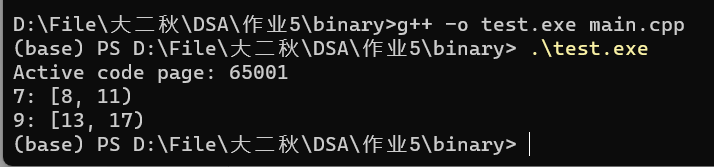 D:\File\大二秋\DSA\作业5\binary>g++ -o test.exe main.cpp
(base) PS D:\File\大二秋\DSA\作业5\binary> .\test.exe
Active code page: 65001
7: [8, 11)
9: [13, 17)
(base) PS D:\File\大二秋\DSA\作业5\binary>